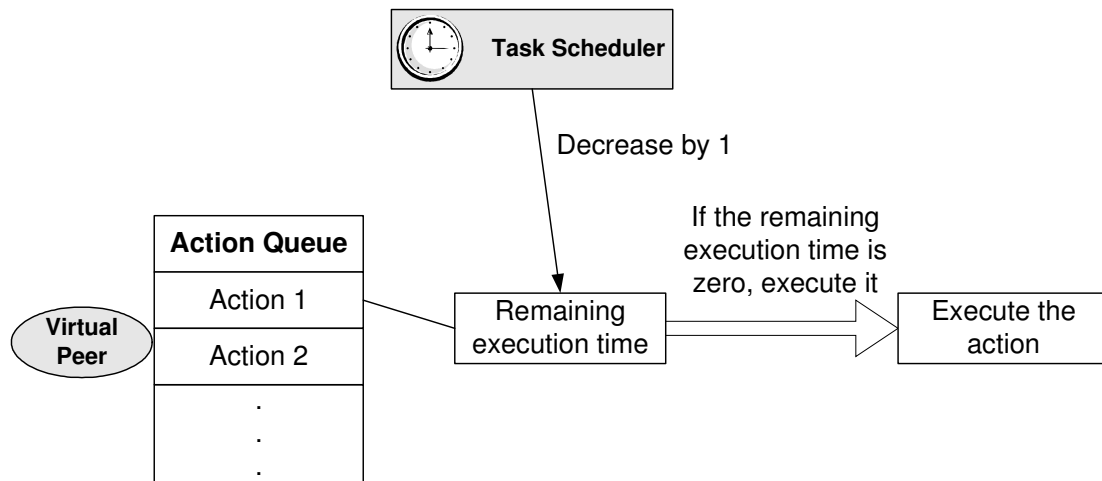 Task Scheduler
Decrease by 1
If the remaining
execution time is
zero, execute it
Action Queue
Action 1
Action 2
.
.
.
Virtual
Peer
Remaining
execution time
Execute the
action